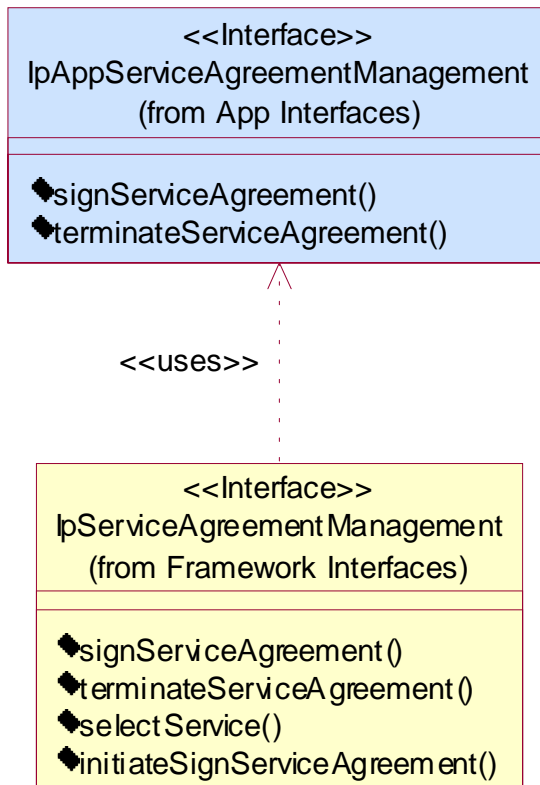 <<Interface>>
IpAppServiceAgreementManagement
(from App Interfaces)
signServiceAgreement()
terminateServiceAgreement()
<<uses>>
<<Interface>>
IpServiceAgreementManagement
(from Framework Interfaces)
signServiceAgreement()
terminateServiceAgreement()
selectService()
initiateSignServiceAgreement()